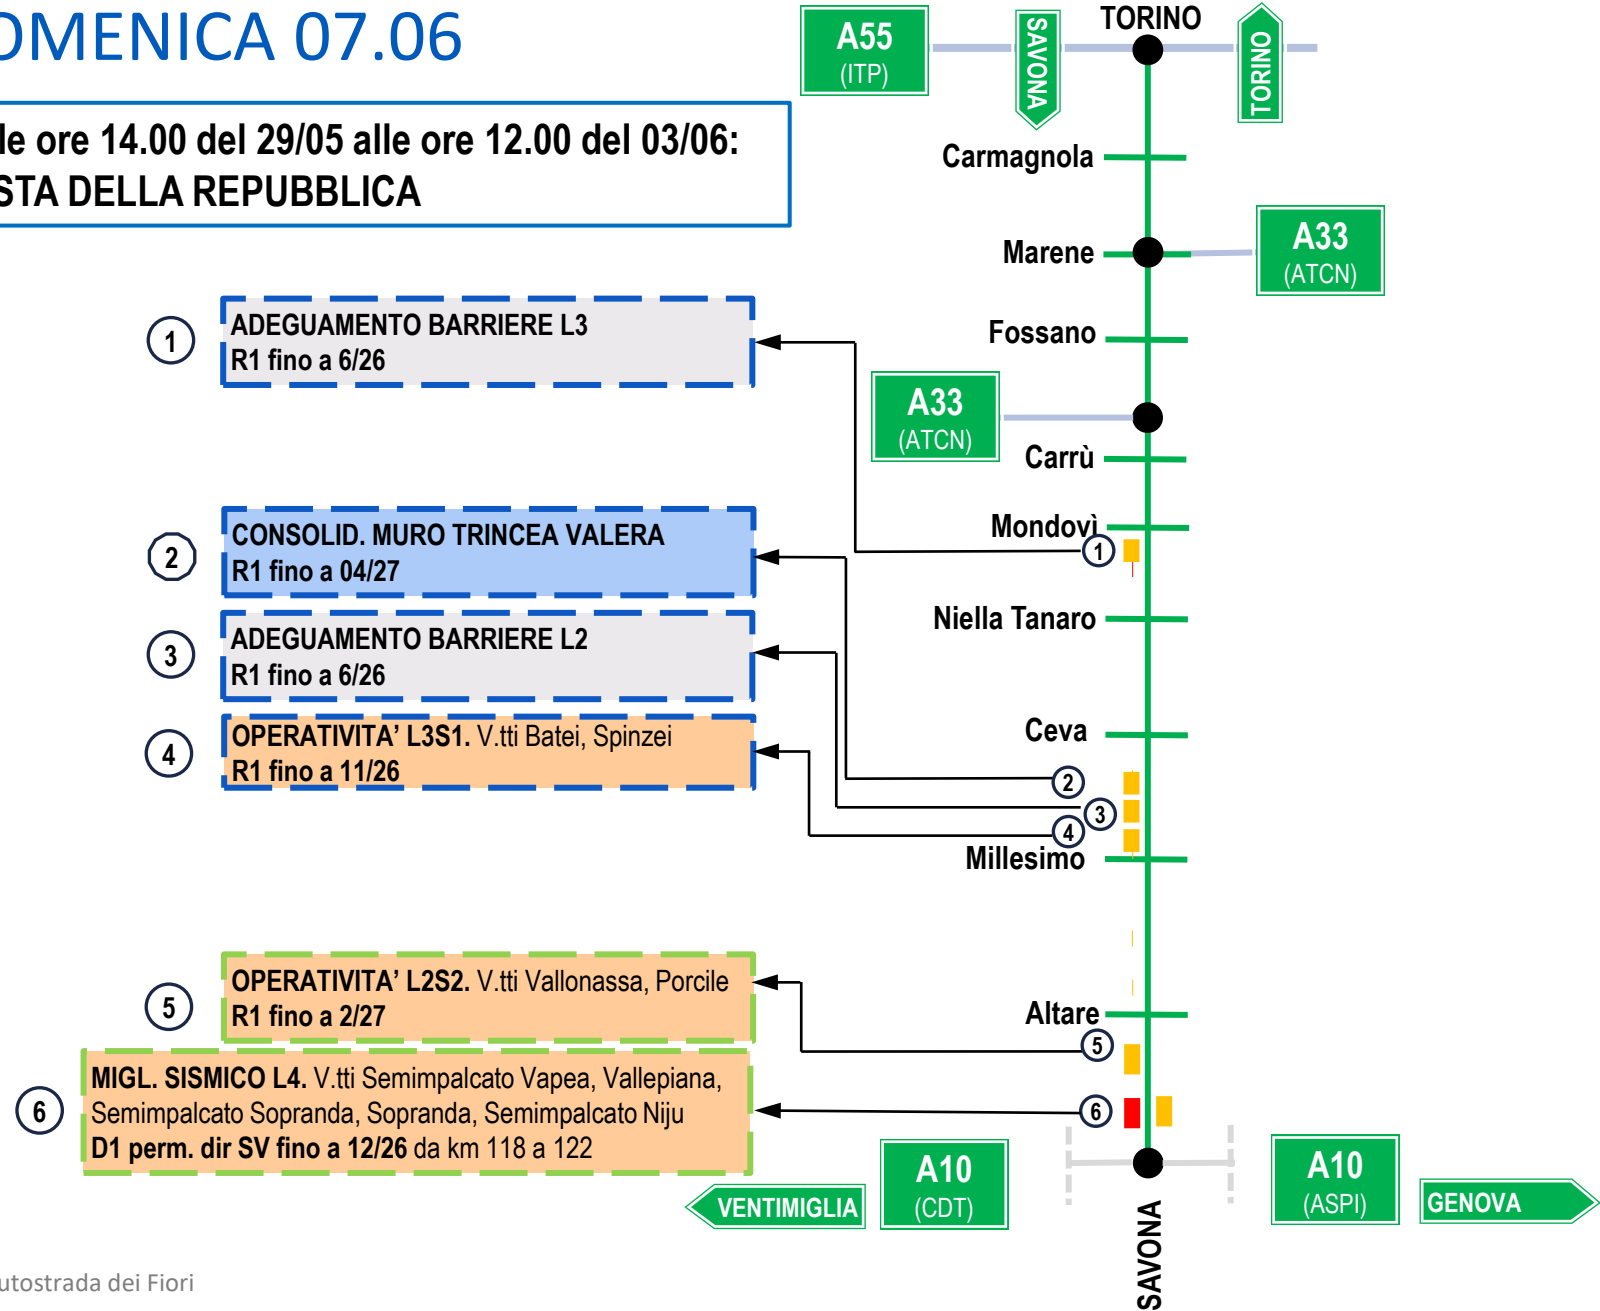 OMENICA 07.06
le ore 14.00 del 29/05 alle ore 12.00 del 03/06:
STA DELLA REPUBBLICA
A55
(ITP)
SAVONA
TORINO
TORINO
Carmagnola
Marene
A33
(ATCN)
Fossano
A33
(ATCN)
Carrù
Mondovì
1
Niella Tanaro
Ceva
2
3
4
Millesimo
Altare
5
6
1
ADEGUAMENTO BARRIERE L3
R1 fino a 6/26
2
CONSOLID. MURO TRINCEA VALERA
R1 fino a 04/27
3
ADEGUAMENTO BARRIERE L2
R1 fino a 6/26
4
OPERATIVITA’ L3S1. V.tti Batei, Spinzei
R1 fino a 11/26
5
OPERATIVITA’ L2S2. V.tti Vallonassa, Porcile
R1 fino a 2/27
6
MIGL. SISMICO L4. V.tti Semimpalcato Vapea, Vallepiana,
Semimpalcato Sopranda, Sopranda, Semimpalcato Niju
D1 perm. dir SV fino a 12/26 da km 118 a 122
VENTIMIGLIA
A10
(CDT)
A10
(ASPI)
GENOVA
SAVONA
utostrada dei Fiori